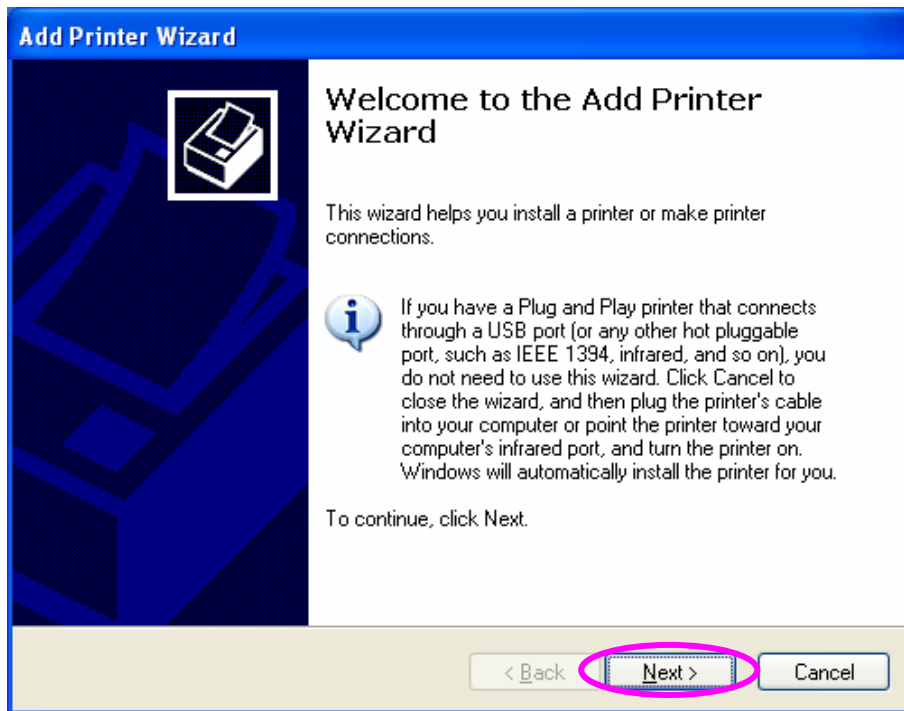 Add Printer Wizard
Welcome to the Add Printer
Wizard
This wizard helps you install a printer or make printer
connections.
If you have a Plug and Play printer that connects
through a USB port (or any other hot pluggable
port, such as IEEE 1394, infrared, and so on), you
do not need to use this wizard. Click Cancel to
close the wizard, and then plug the printer's cable
into your computer or point the printer toward your
computer's infrared port, and turn the printer on.
Windows will automatically install the printer for you.
To continue, click Next.
< Back Next > Cancel